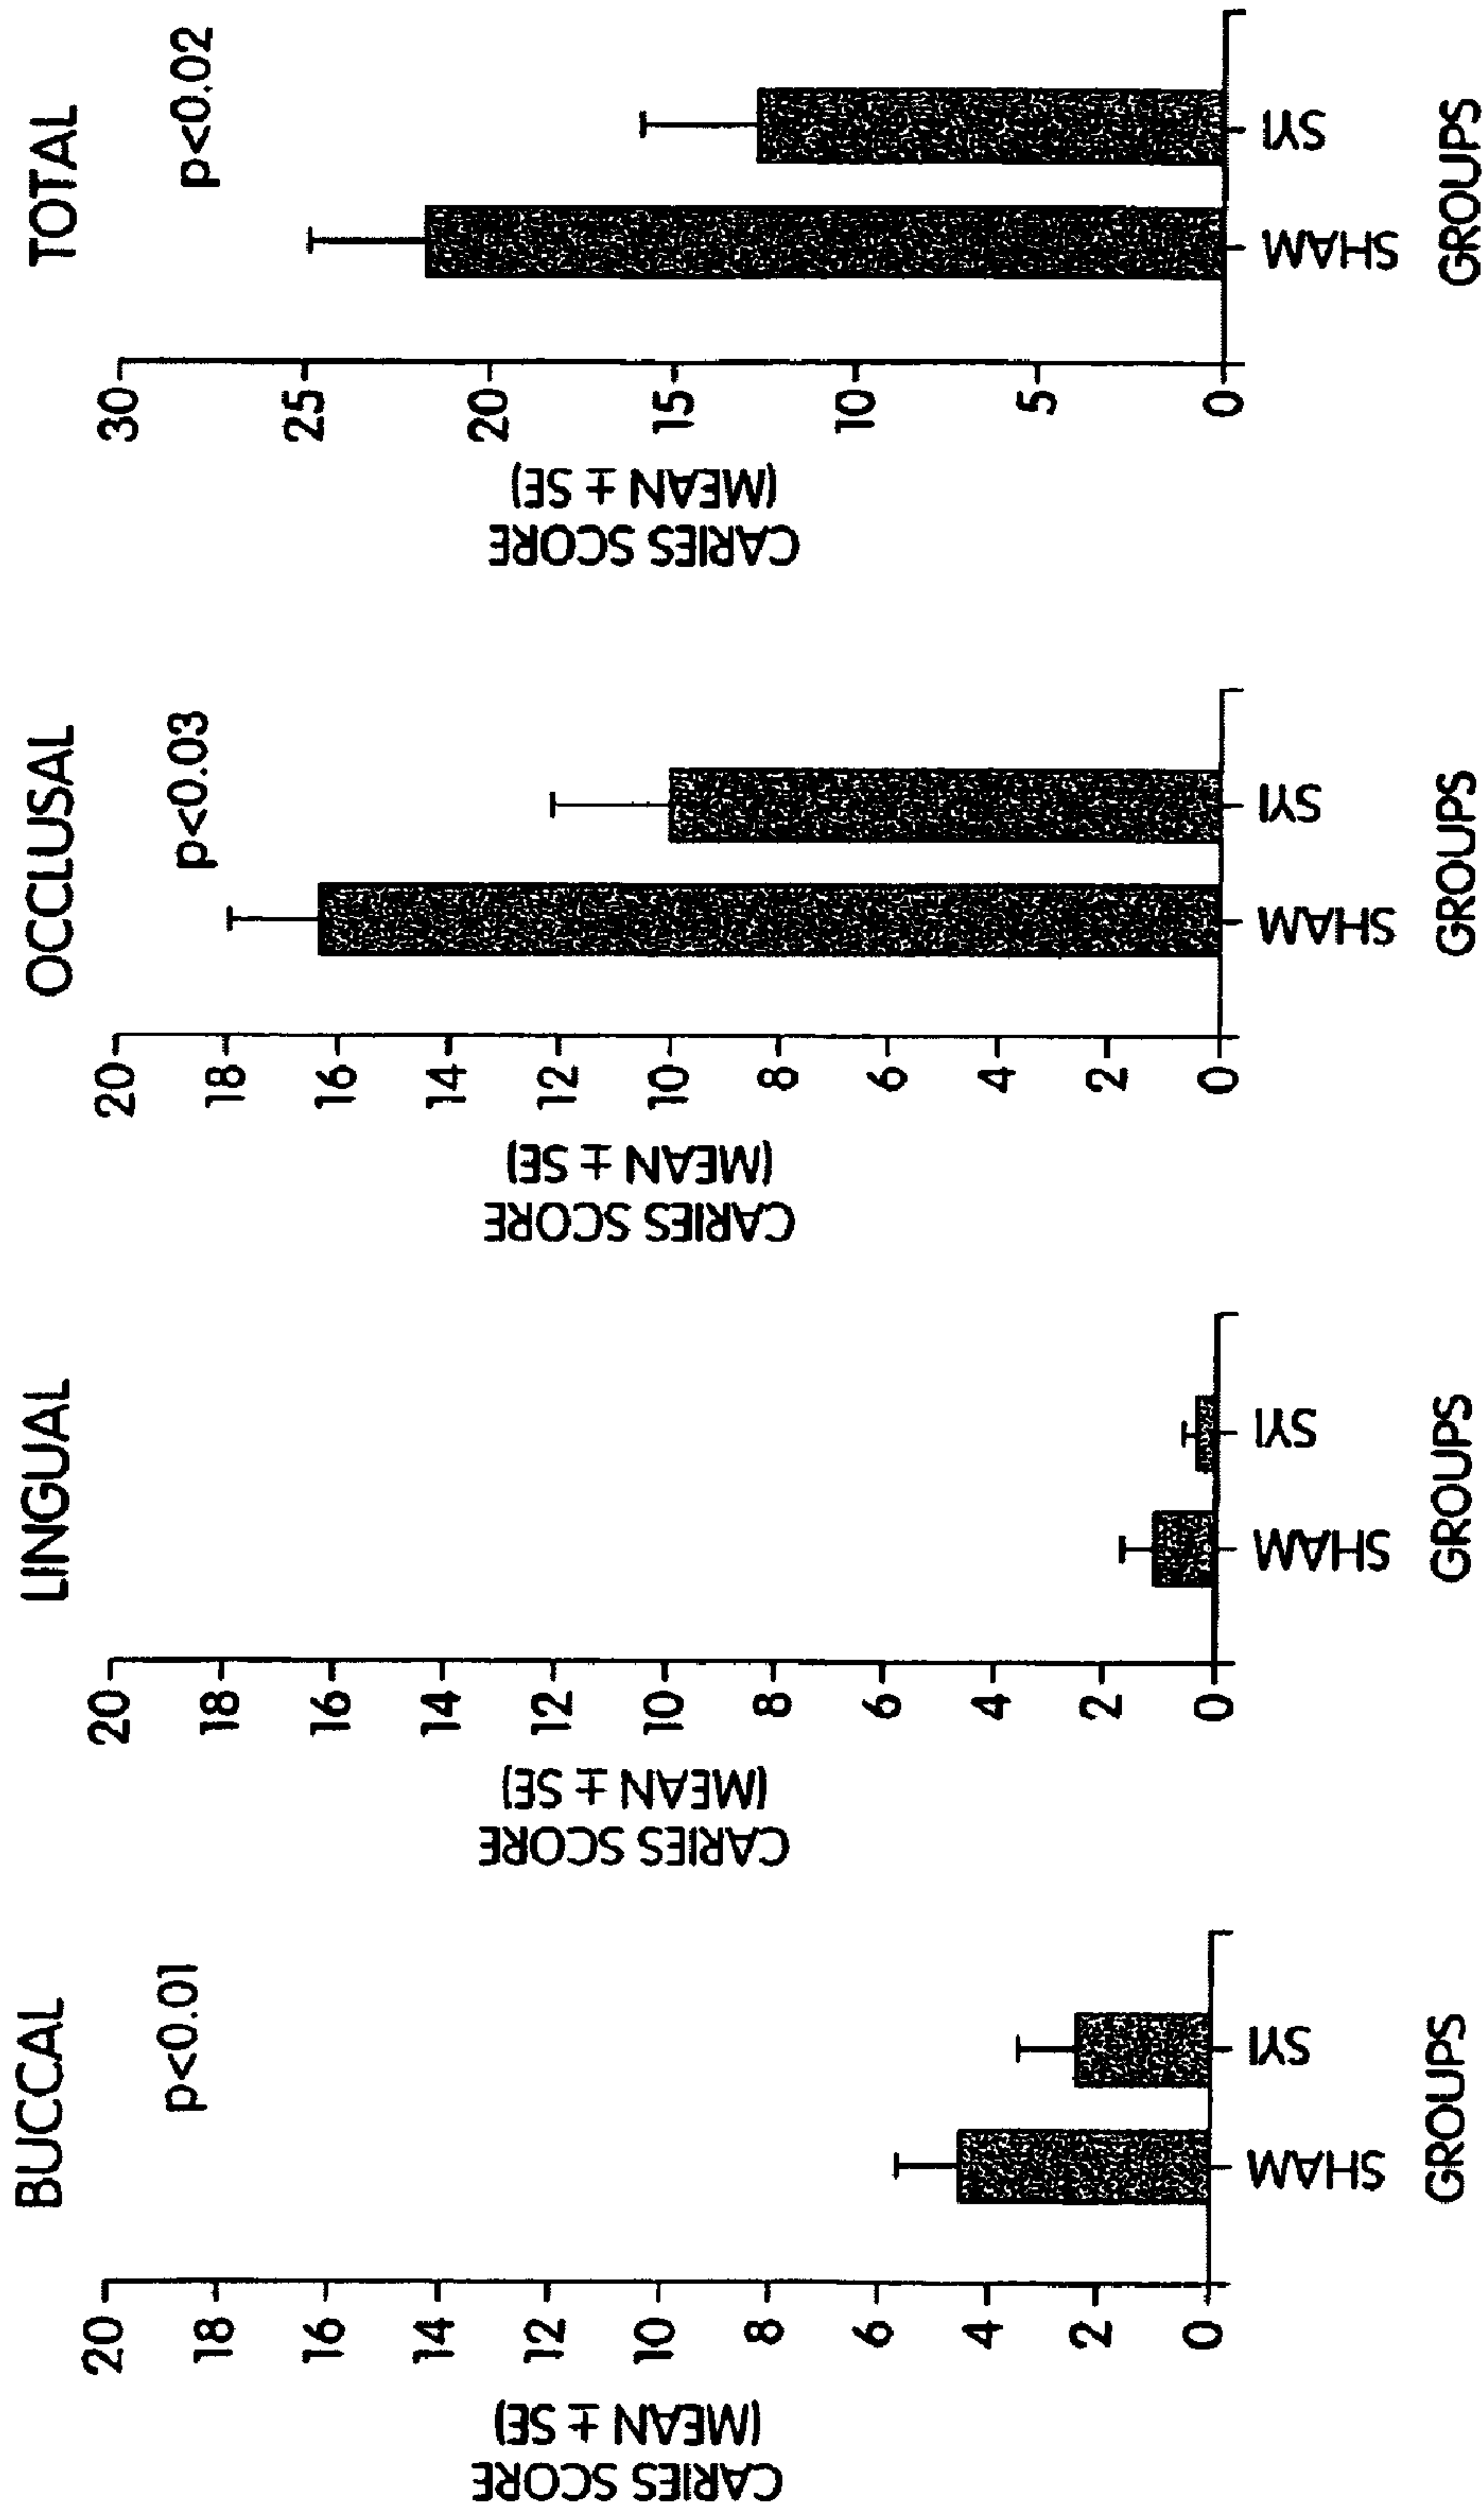 BUCCAL
p<0.01
CARIES SCORE
(MEAN ± SE)
20
18
16
14
12
10
8
6
4
2
0
SHAM
SYI
GROUPS
LINGUAL
CARIES SCORE
(MEAN ± SE)
20
18
16
14
12
10
8
6
4
2
0
SHAM
SYI
GROUPS
OCCLUSAL
p<0.03
CARIES SCORE
(MEAN ± SE)
20
18
16
14
12
10
8
6
4
2
0
SHAM
SYI
GROUPS
TOTAL
p<0.02
CARIES SCORE
(MEAN ± SE)
30
25
20
15
10
5
0
SHAM
SYI
GROUPS